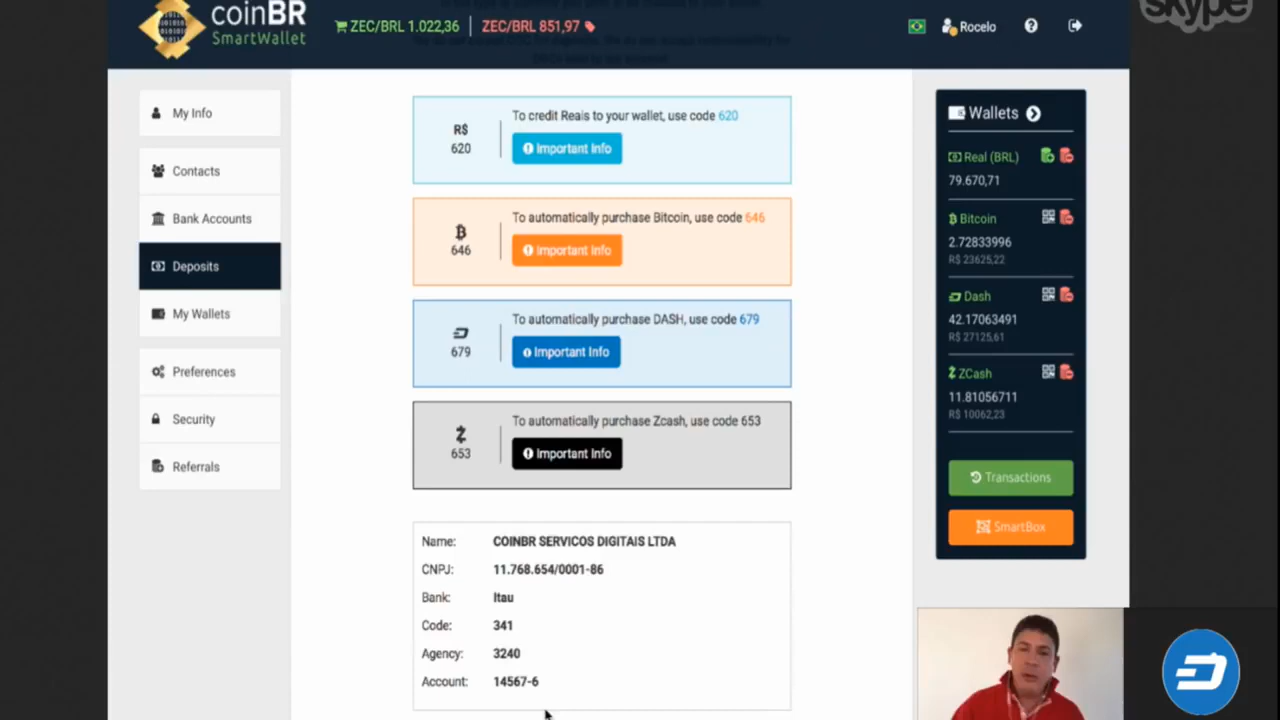 skype
coinBR
SmartWallet
ZEC/BRL 1.022,36
ZEC/BRL 851,97
Rocelo
My Info
Contacts
Bank Accounts
Deposits
My Wallets
Preferences
Security
Referrals
R$
620
To credit Reais to your wallet, use code 620
Important Info
646
To automatically purchase Bitcoin, use code 646
Important Info
679
To automatically purchase DASH, use code 679
Important Info
653
To automatically purchase Zcash, use code 653
Important Info
Name: COINBR SERVICOS DIGITAIS LTDA
CNPJ: 11.768.654/0001-86
Bank: Itau
Code: 341
Agency: 3240
Account: 14567-6
Wallets
Real (BRL)
79.670,71
Bitcoin
2.72833996
R$ 23625,22
Dash
42.17063491
R$ 27125,61
ZCash
11.81056711
R$ 10062,23
Transactions
SmartBox